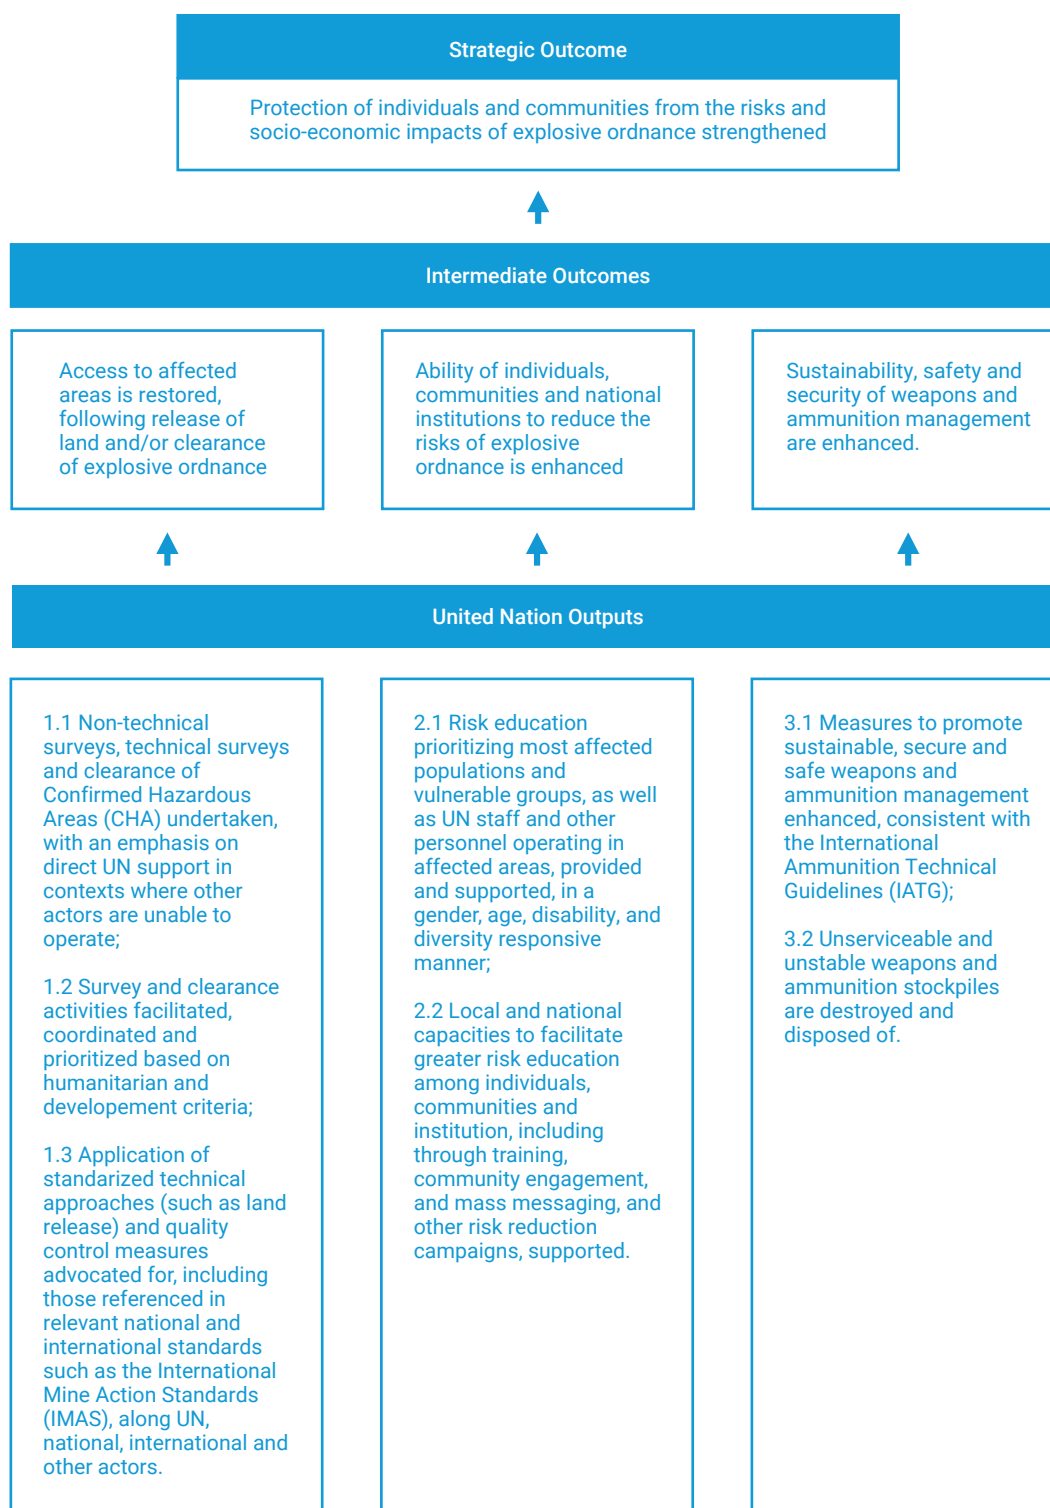 Strategic Outcome
Protection of individuals and communities from the risks and
socio-economic impacts of explosive ordnance strengthened
Intermediate Outcomes
Access to affected
areas is restored,
following release of
land and/or clearance
of explosive ordnance
Ability of individuals,
communities and national
institutions to reduce the
risks of explosive
ordnance is enhanced
Sustainability, safety and
security of weapons and
ammunition management
are enhanced.
United Nation Outputs
1.1 Non-technical
surveys, technical surveys
and clearance of
Confirmed Hazardous
Areas (CHA) undertaken,
with an emphasis on
direct UN support in
contexts where other
actors are unable to
operate;
1.2 Survey and clearance
activities facilitated,
coordinated and
prioritized based on
humanitarian and
developement criteria;
1.3 Application of
standarized technical
approaches (such as land
release) and quality
control measures
advocated for, including
those referenced in
relevant national and
international standards
such as the International
Mine Action Standards
(IMAS), along UN,
national, international and
other actors.
2.1 Risk education
prioritizing most affected
populations and
vulnerable groups, as well
as UN staff and other
personnel operating in
affected areas, provided
and supported, in a
gender, age, disability, and
diversity responsive
manner;
2.2 Local and national
capacities to facilitate
greater risk education
among individuals,
communities and
institution, including
through training,
community engagement,
and mass messaging, and
other risk reduction
campaigns, supported.
3.1 Measures to promote
sustainable, secure and
safe weapons and
ammunition management
enhanced, consistent with
the International
Ammunition Technical
Guidelines (IATG);
3.2 Unserviceable and
unstable weapons and
ammunition stockpiles
are destroyed and
disposed of.